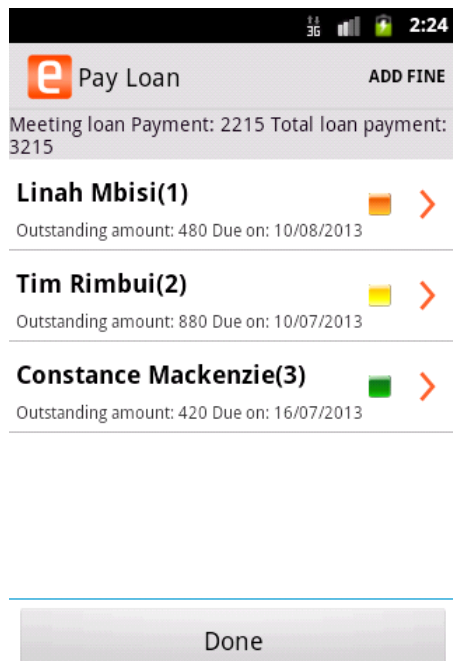 3G 2:24
e Pay Loan ADD FINE
Meeting loan Payment: 2215 Total loan payment:
3215
Linah Mbisi(1)
Outstanding amount: 480 Due on: 10/08/2013
Tim Rimbui(2)
Outstanding amount: 880 Due on: 10/07/2013
Constance Mackenzie(3)
Outstanding amount: 420 Due on: 16/07/2013
Done